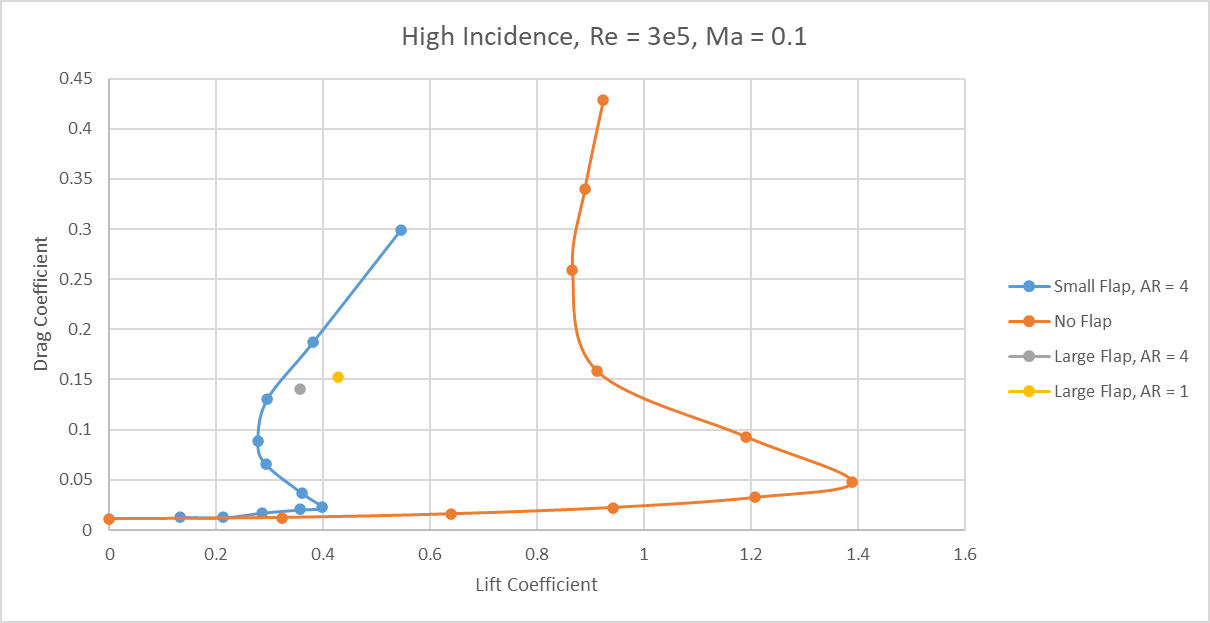 High Incidence, Re = 3e5, Ma = 0.1
0.45
0.4
0.35
0.3
0.25
0.2
0.15
0.1
0.05
0
Drag Coefficient
0 0.2 0.4 0.6 0.8 1 1.2 1.4 1.6
Lift Coefficient
Small Flap, AR = 4
No Flap
Large Flap, AR = 4
Large Flap, AR = 1